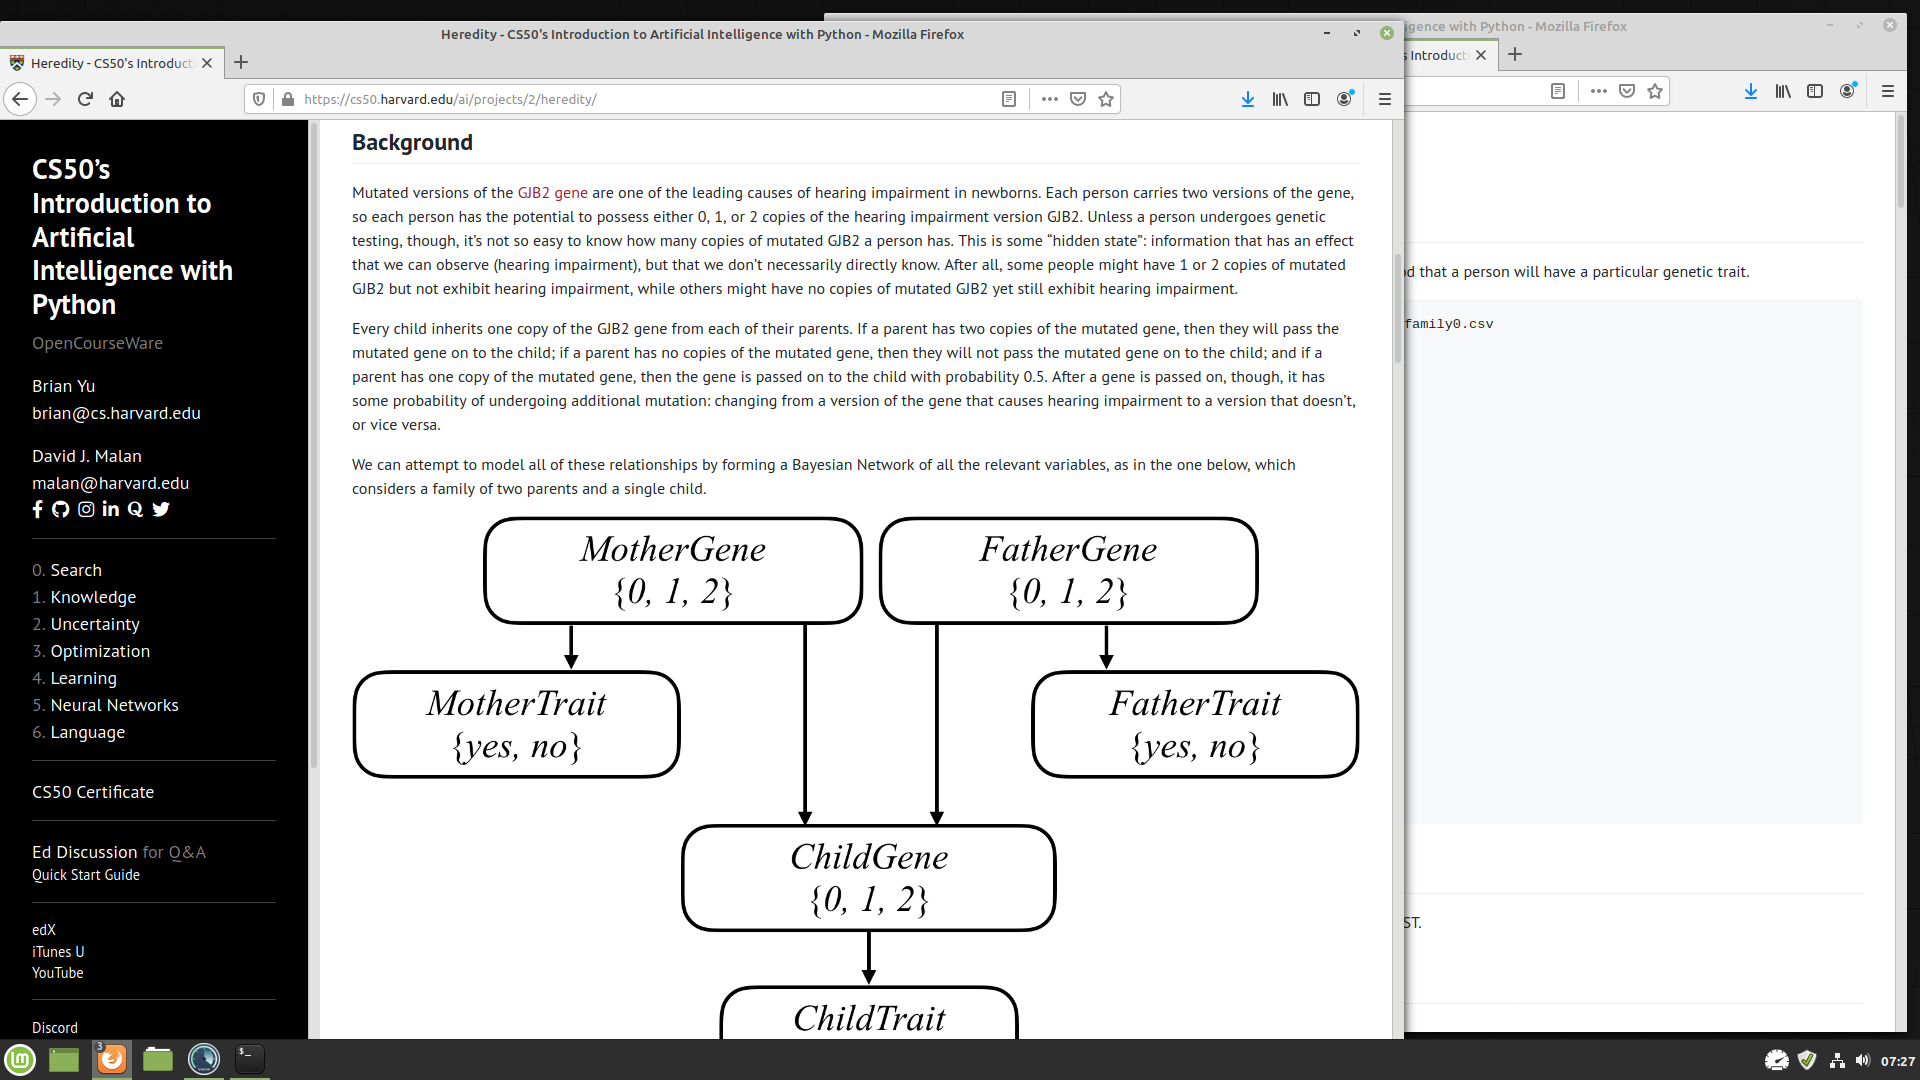 igence with Python - Mozilla Firefox
Heredity - CS50's Introduction to Artificial Intelligence with Python - Mozilla Firefox
Heredity - CS50's Introduct
s Introduct
https://cs50.harvard.edu/ai/projects/2/heredity/
CS50’s
Introduction to
Artificial
Intelligence with
Python
OpenCourseWare
Brian Yu
brian@cs.harvard.edu
David J. Malan
malan@harvard.edu
0. Search
1. Knowledge
2. Uncertainty
3. Optimization
4. Learning
5. Neural Networks
6. Language
CS50 Certificate
Ed Discussion for Q&A
Quick Start Guide
edX
iTunes U
YouTube
Discord
Background
Mutated versions of the GJB2 gene are one of the leading causes of hearing impairment in newborns. Each person carries two versions of the gene,
so each person has the potential to possess either 0, 1, or 2 copies of the hearing impairment version GJB2. Unless a person undergoes genetic
testing, though, it’s not so easy to know how many copies of mutated GJB2 a person has. This is some “hidden state”: information that has an effect
that we can observe (hearing impairment), but that we don’t necessarily directly know. After all, some people might have 1 or 2 copies of mutated
GJB2 but not exhibit hearing impairment, while others might have no copies of mutated GJB2 yet still exhibit hearing impairment.
Every child inherits one copy of the GJB2 gene from each of their parents. If a parent has two copies of the mutated gene, then they will pass the
mutated gene on to the child; if a parent has no copies of the mutated gene, then they will not pass the mutated gene on to the child; and if a
parent has one copy of the mutated gene, then the gene is passed on to the child with probability 0.5. After a gene is passed on, though, it has
some probability of undergoing additional mutation: changing from a version of the gene that causes hearing impairment to a version that doesn’t,
or vice versa.
We can attempt to model all of these relationships by forming a Bayesian Network of all the relevant variables, as in the one below, which
considers a family of two parents and a single child.
MotherGene
{0, 1, 2}
FatherGene
{0, 1, 2}
MotherTrait
{yes, no}
FatherTrait
{yes, no}
ChildGene
{0, 1, 2}
ChildTrait
d that a person will have a particular genetic trait.
family0.csv
ST.
3
07:27